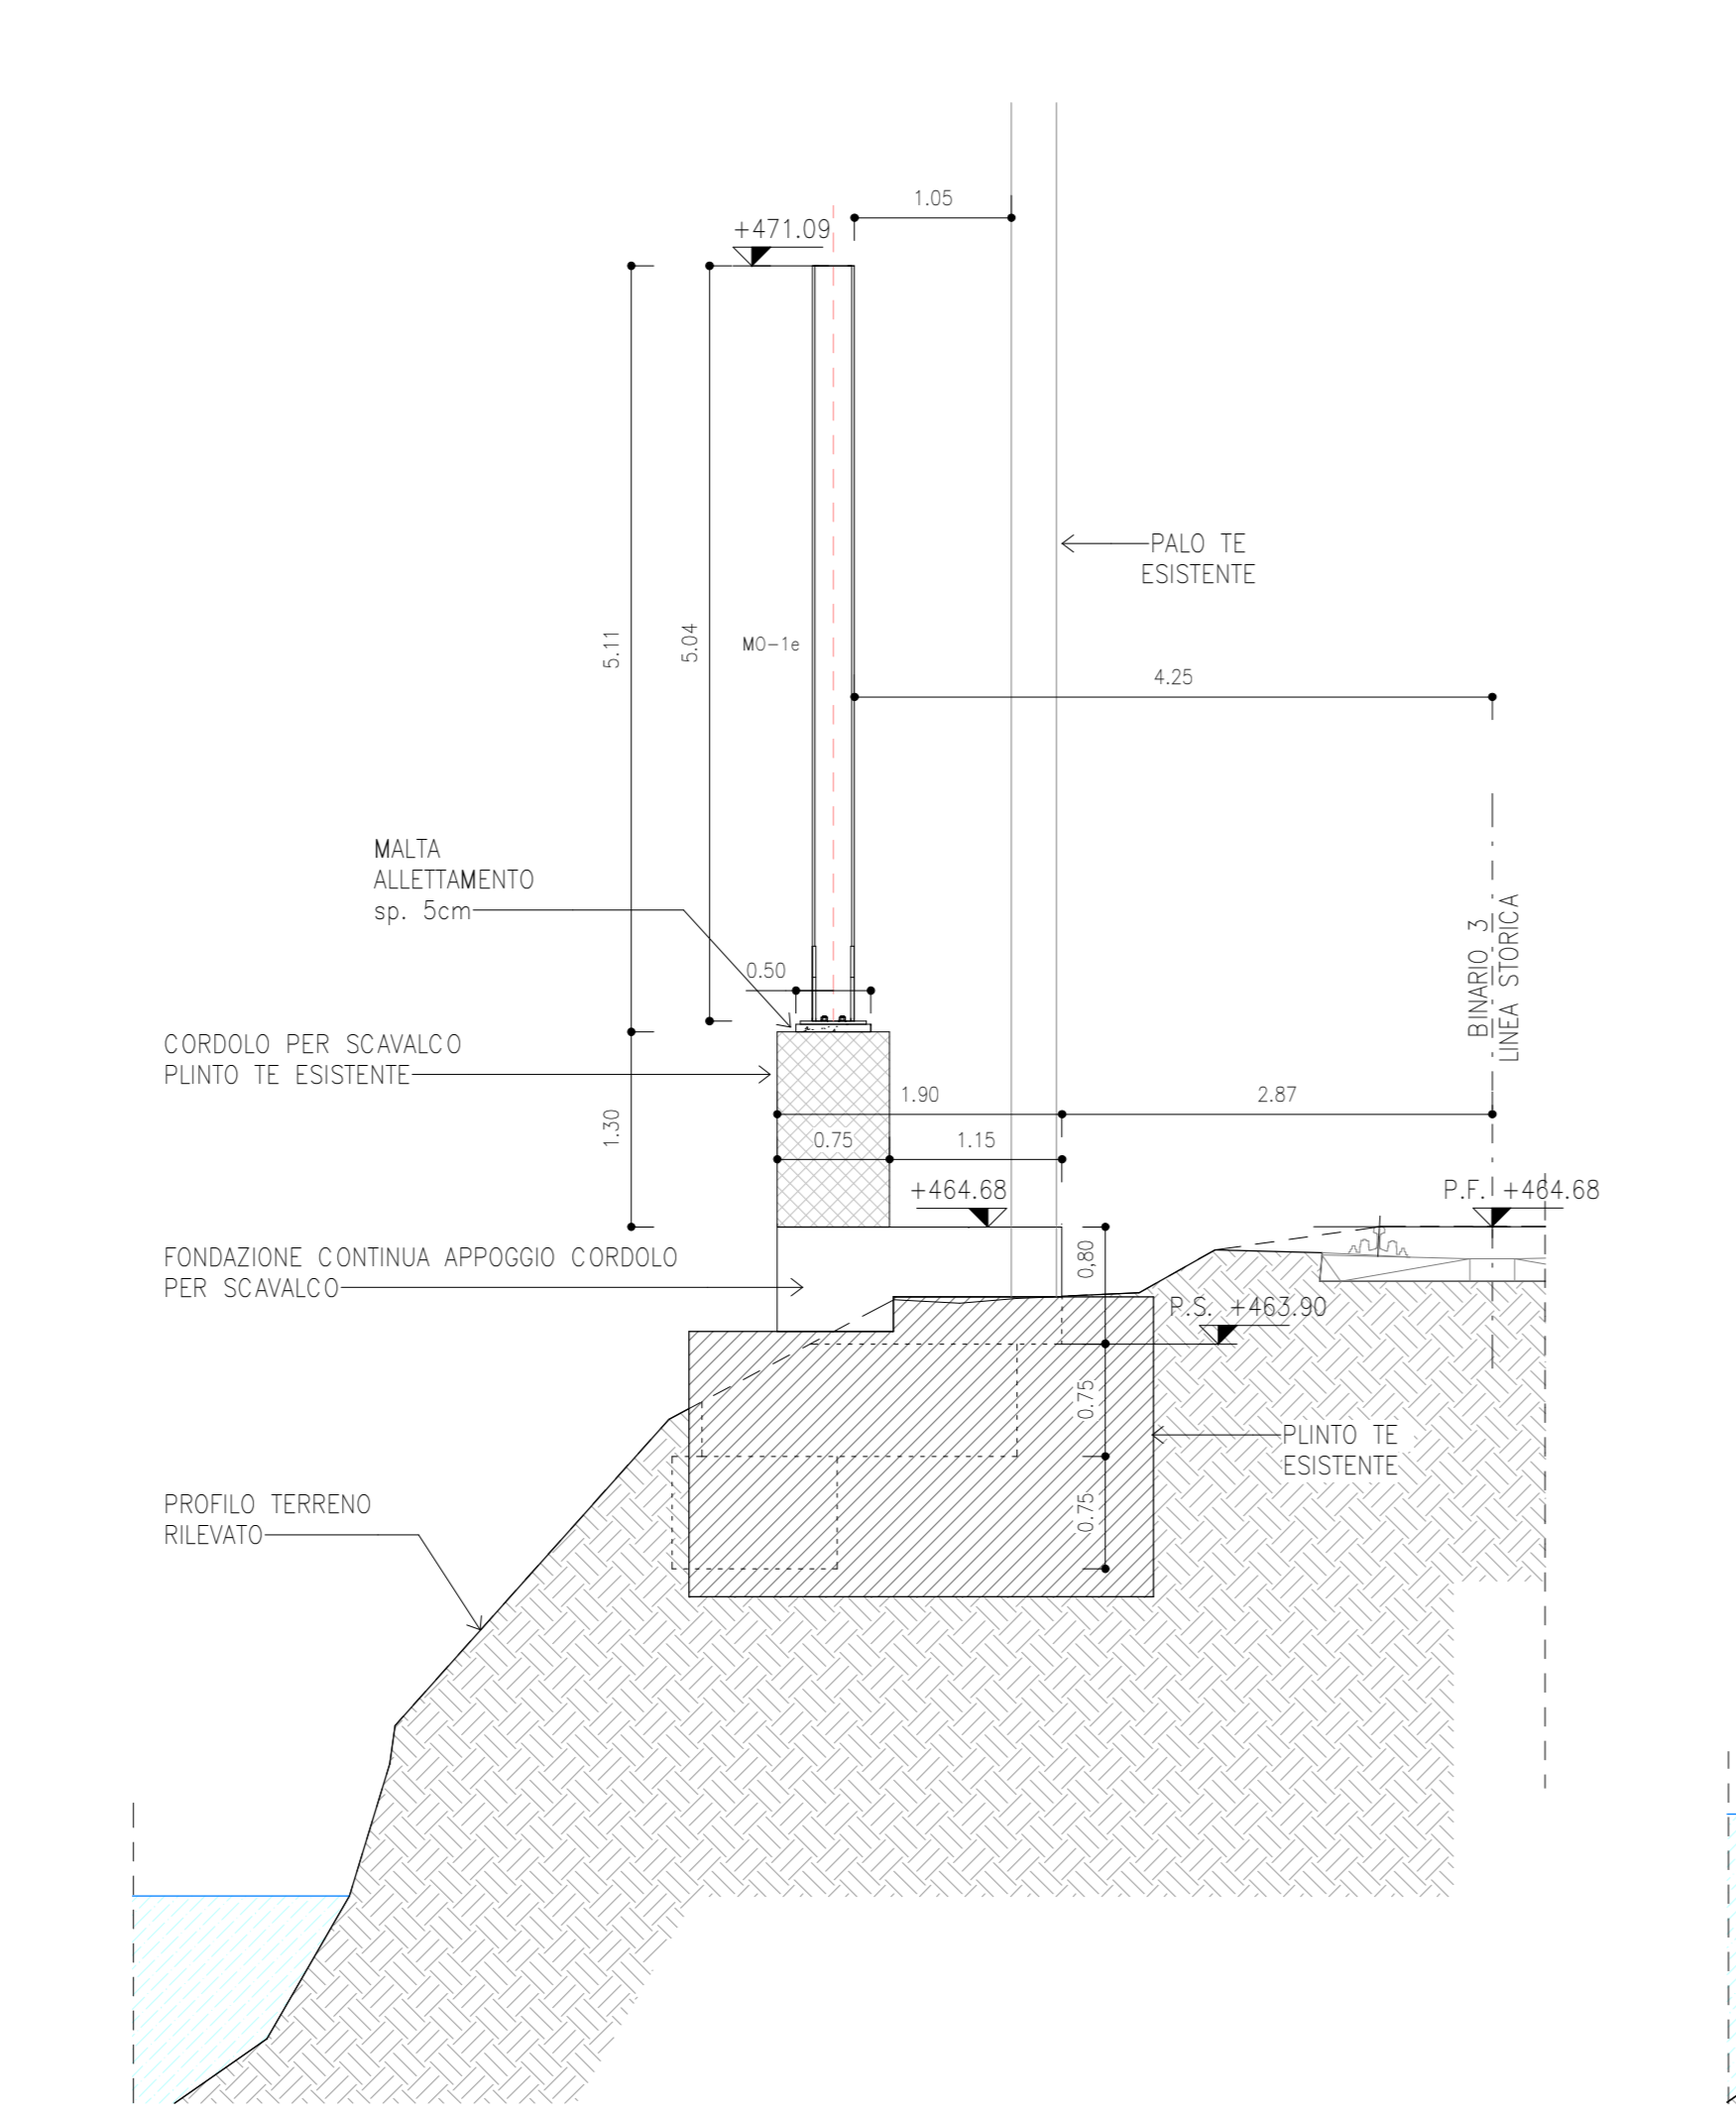 1.05
+471.09
PALO TE
ESISTENTE
5.11
5.04
MO-1e
4.25
MALTA
ALLETTAMENTO
sp. 5cm
0.50
BINARIO 3
LINEA STORICA
CORDOLO PER SCAVALCO
PLINTO TE ESISTENTE
1.90
2.87
1.30
0.75
1.15
+464.68
P.F. +464.68
FONDAZIONE CONTINUA APPOGGIO CORDOLO
PER SCAVALCO
0,80
P.S. +463.90
0.75
PLINTO TE
ESISTENTE
0.75
PROFILO TERRENO
RILEVATO